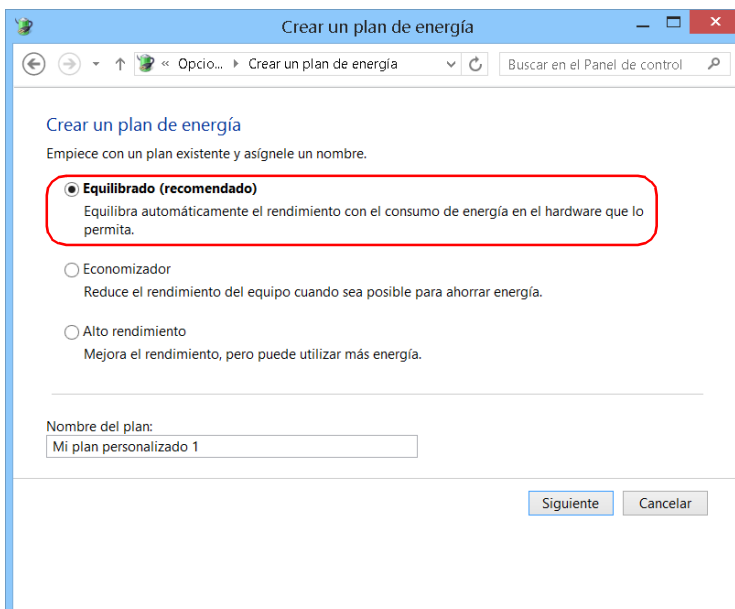 Crear un plan de energía
« Opcio... Crear un plan de energía
Buscar en el Panel de control
Crear un plan de energía
Empiece con un plan existente y asígnele un nombre.
Equilibrado (recomendado)
Equilibra automáticamente el rendimiento con el consumo de energía en el hardware que lo
permita.
Economizador
Reduce el rendimiento del equipo cuando sea posible para ahorrar energía.
Alto rendimiento
Mejora el rendimiento, pero puede utilizar más energía.
Nombre del plan:
Mi plan personalizado 1
Siguiente
Cancelar